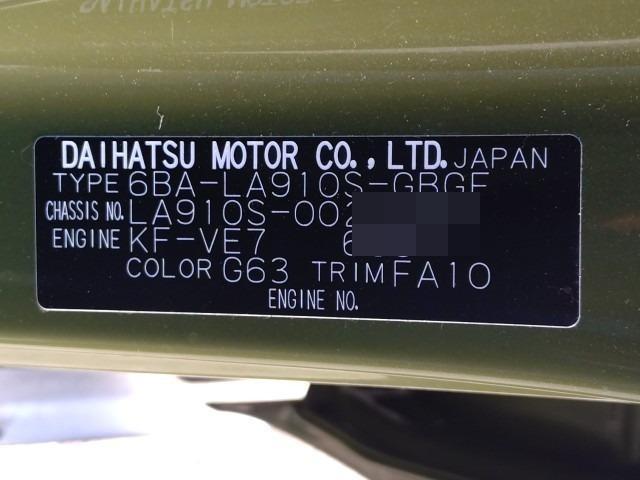 DAIHATSU MOTOR CO., LTD. JAPAN
TYPE 6BA-LA910S-GBGF
CHASSIS NO. LA910S-002
ENGINE KF-VE7 6
COLOR G63 TRIM FA10
ENGINE NO.